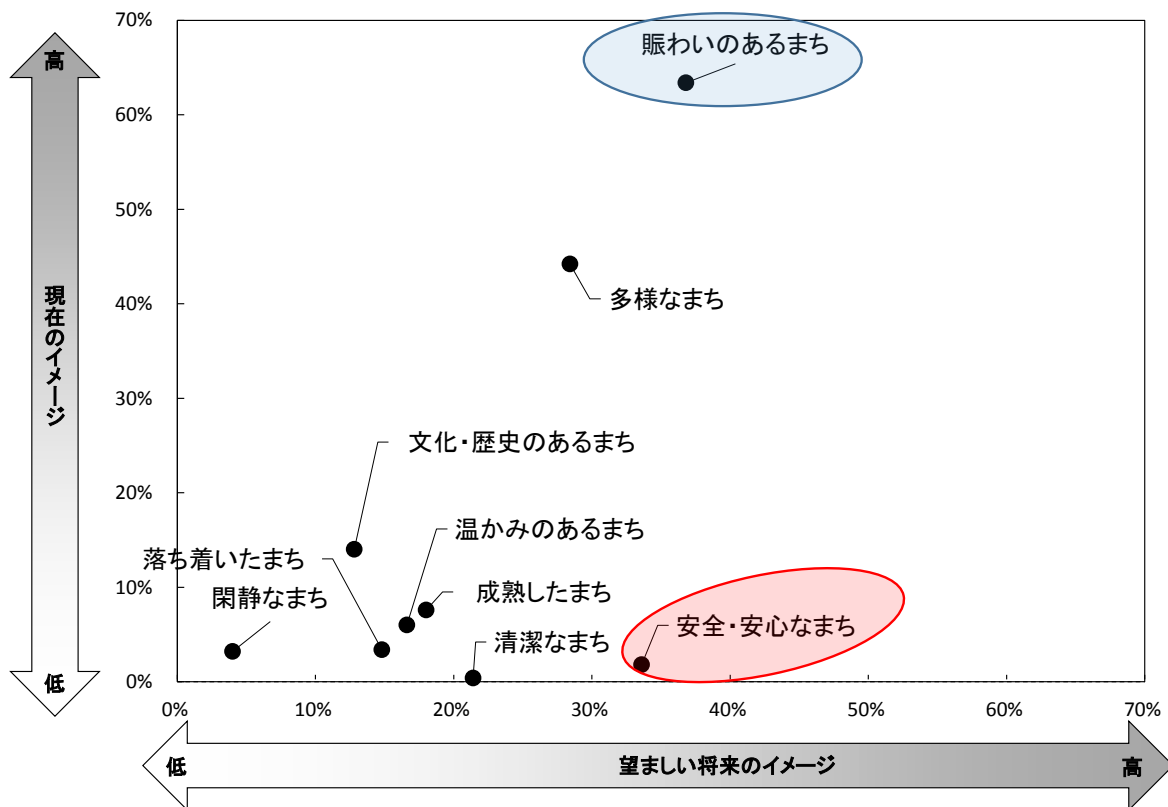 70%
60%
50%
40%
30%
20%
10%
0%
高
現在のイメージ
低
賑わいのあるまち
多様なまち
文化・歴史のあるまち
温かみのあるまち
落ち着いたまち
成熟したまち
閑静なまち
安全・安心なまち
清潔なまち
0% 10% 20% 30% 40% 50% 60% 70%
低 望ましい将来のイメージ 高